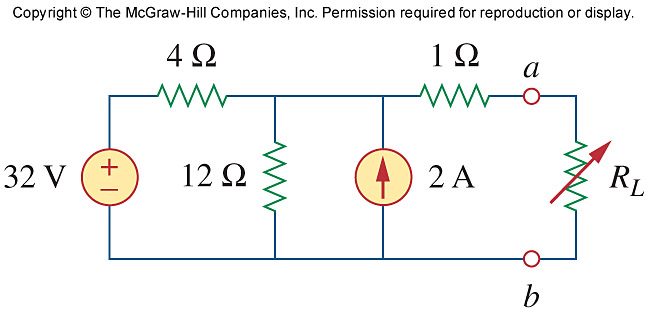 Copyright © The McGraw-Hill Companies, Inc. Permission required for reproduction or display.
4 Ω 1 Ω
a
32 V + − 12 Ω 2 A R_L
b